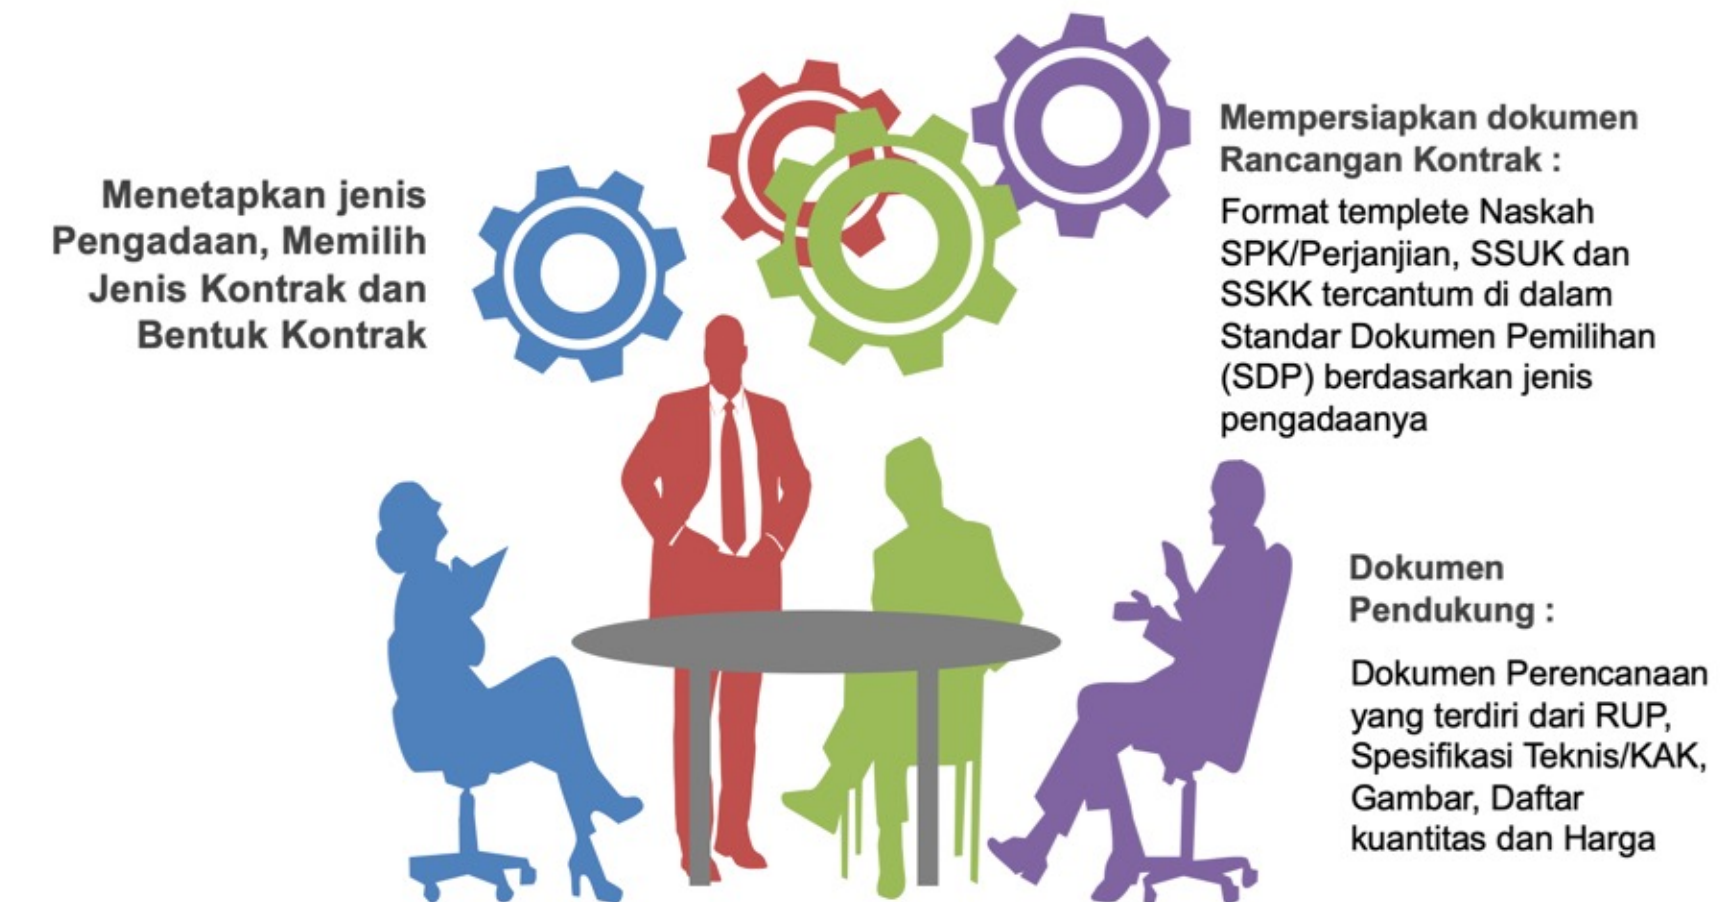 Menetapkan jenis
Pengadaan, Memilih
Jenis Kontrak dan
Bentuk Kontrak
Mempersiapkan dokumen
Rancangan Kontrak :
Format templete Naskah
SPK/Perjanjian, SSUK dan
SSKK tercantum di dalam
Standar Dokumen Pemilihan
(SDP) berdasarkan jenis
pengadaanya
Dokumen
Pendukung :
Dokumen Perencanaan
yang terdiri dari RUP,
Spesifikasi Teknis/KAK,
Gambar, Daftar
kuantitas dan Harga